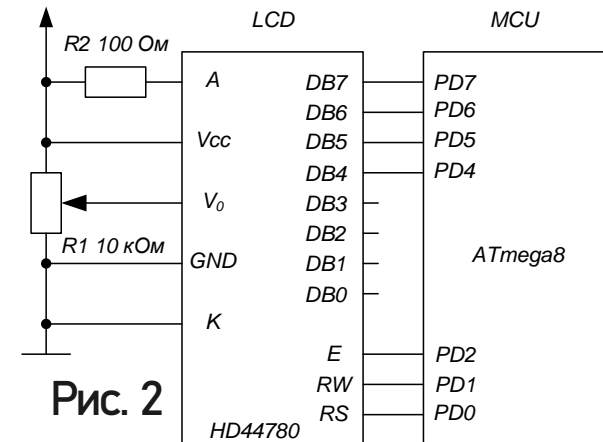 LCD MCU
R2 100 Ом
A DB7 PD7
DB6 PD6
Vcc DB5 PD5
DB4 PD4
V0 DB3
DB2
R1 10 кОм GND DB1 ATmega8
DB0
K
E PD2
RW PD1
Рис. 2 RS PD0
HD44780